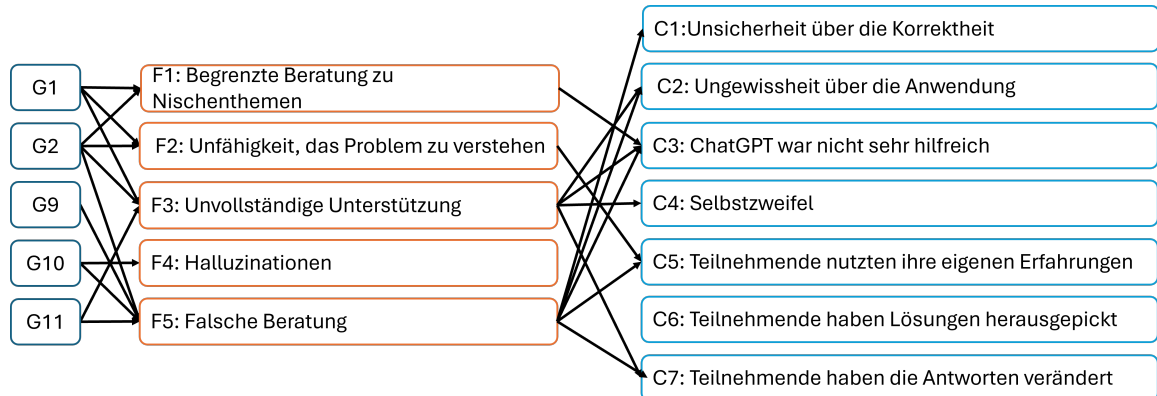 G1
G2
G9
G10
G11
F1: Begrenzte Beratung zu
Nischenthemen
F2: Unfähigkeit, das Problem zu verstehen
F3: Unvollständige Unterstützung
F4: Halluzinationen
F5: Falsche Beratung
C1:Unsicherheit über die Korrektheit
C2: Ungewissheit über die Anwendung
C3: ChatGPT war nicht sehr hilfreich
C4: Selbstzweifel
C5: Teilnehmende nutzten ihre eigenen Erfahrungen
C6: Teilnehmende haben Lösungen herausgepickt
C7: Teilnehmende haben die Antworten verändert